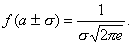 f(a ± σ) = 1/(σ√(2πe)).